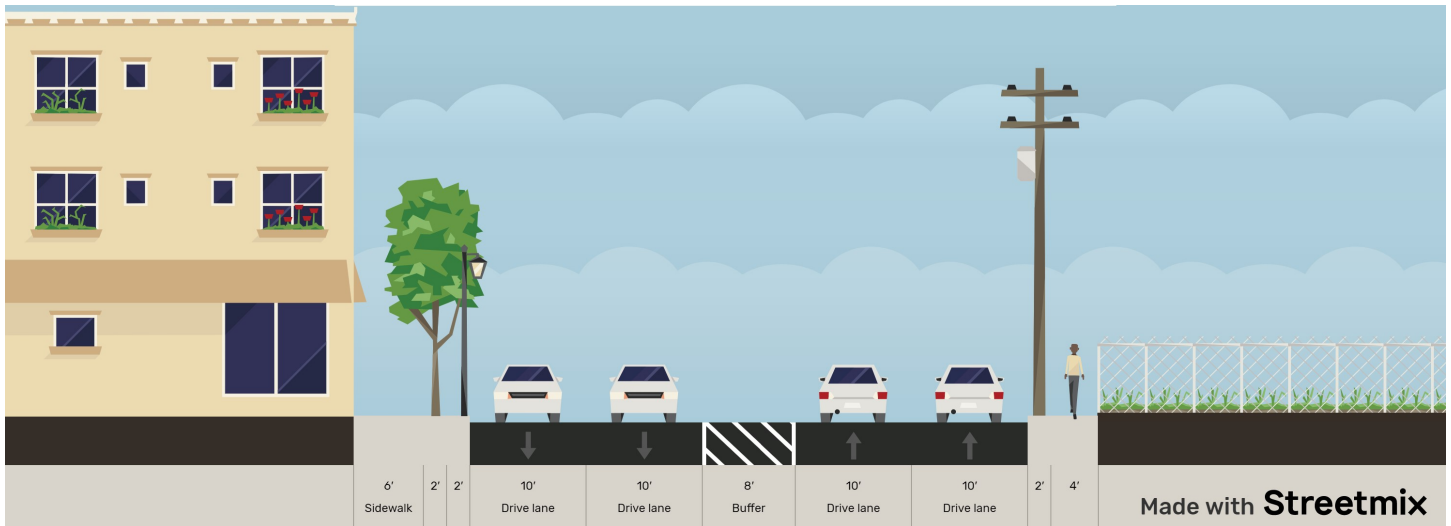 6′ 2′ 2′ 10′ 10′ 8′ 10′ 10′ 2′ 4′
Sidewalk Drive lane Drive lane Buffer Drive lane Drive lane
Made with Streetmix